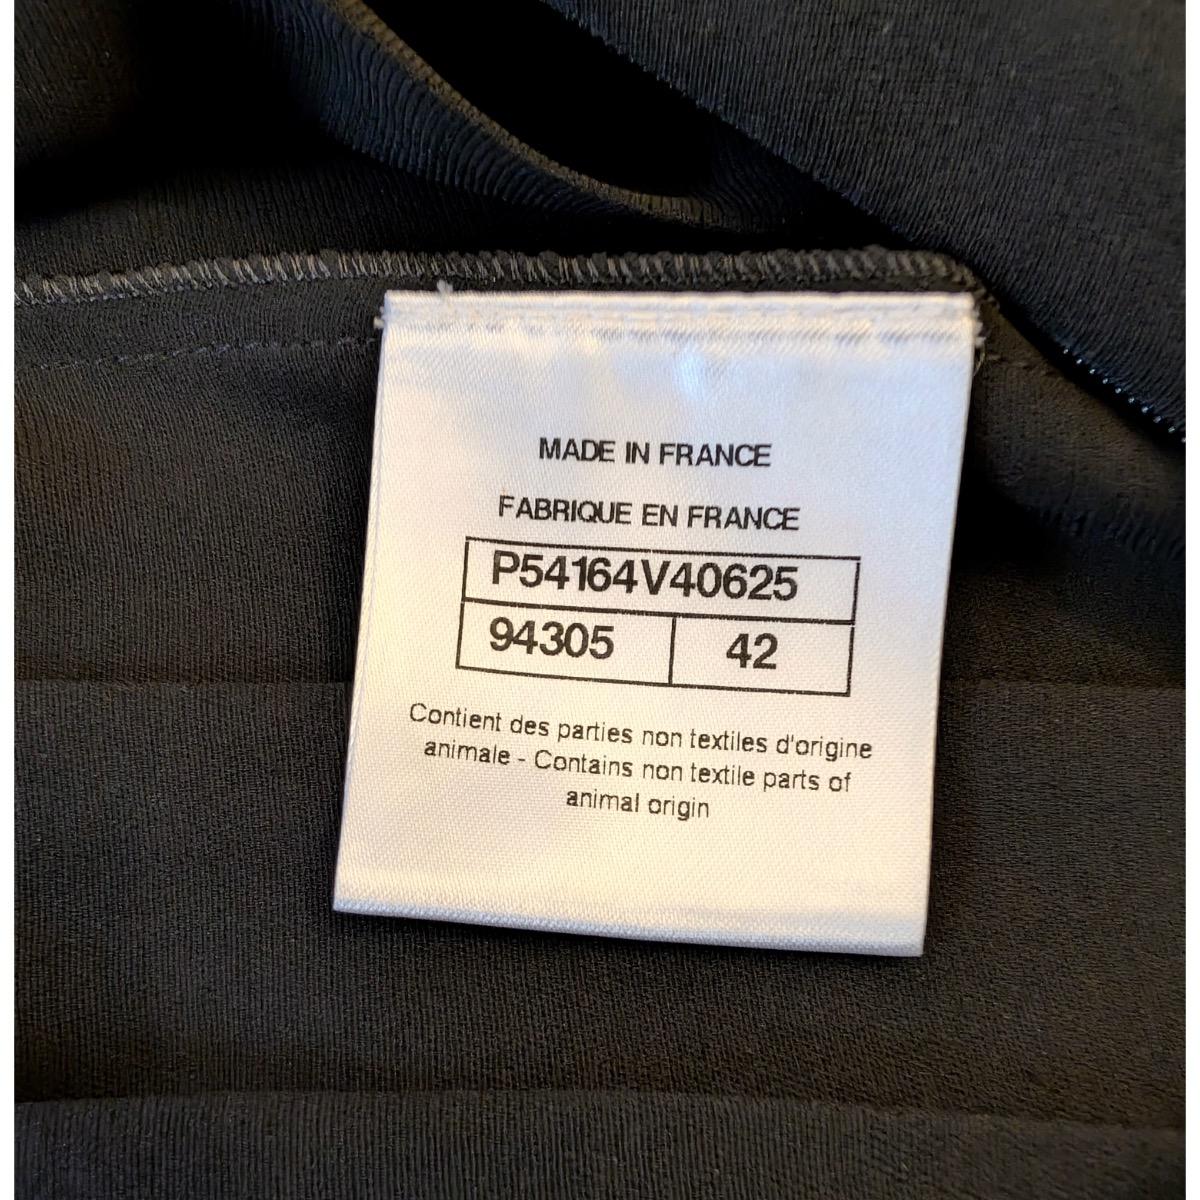 MADE IN FRANCE
FABRIQUE EN FRANCE
P54164V40625
94305 42
Contient des parties non textiles d'origine
animale - Contains non textile parts of
animal origin